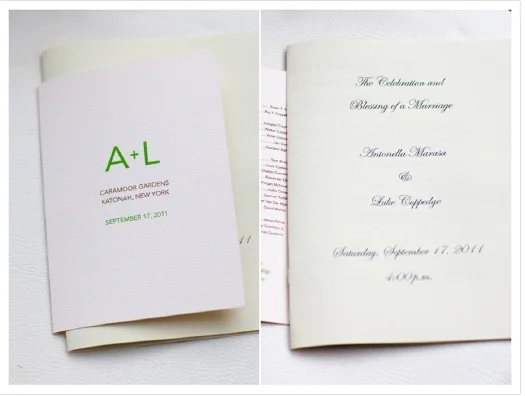 A+L
CARAMOOR GARDENS
KATONAH, NEW YORK
SEPTEMBER 17, 2011
The Celebration and
Blessing of a Marriage
Antonella Marasa
&
Luke Coppedge
Saturday, September 17, 2011
4:00 p.m.